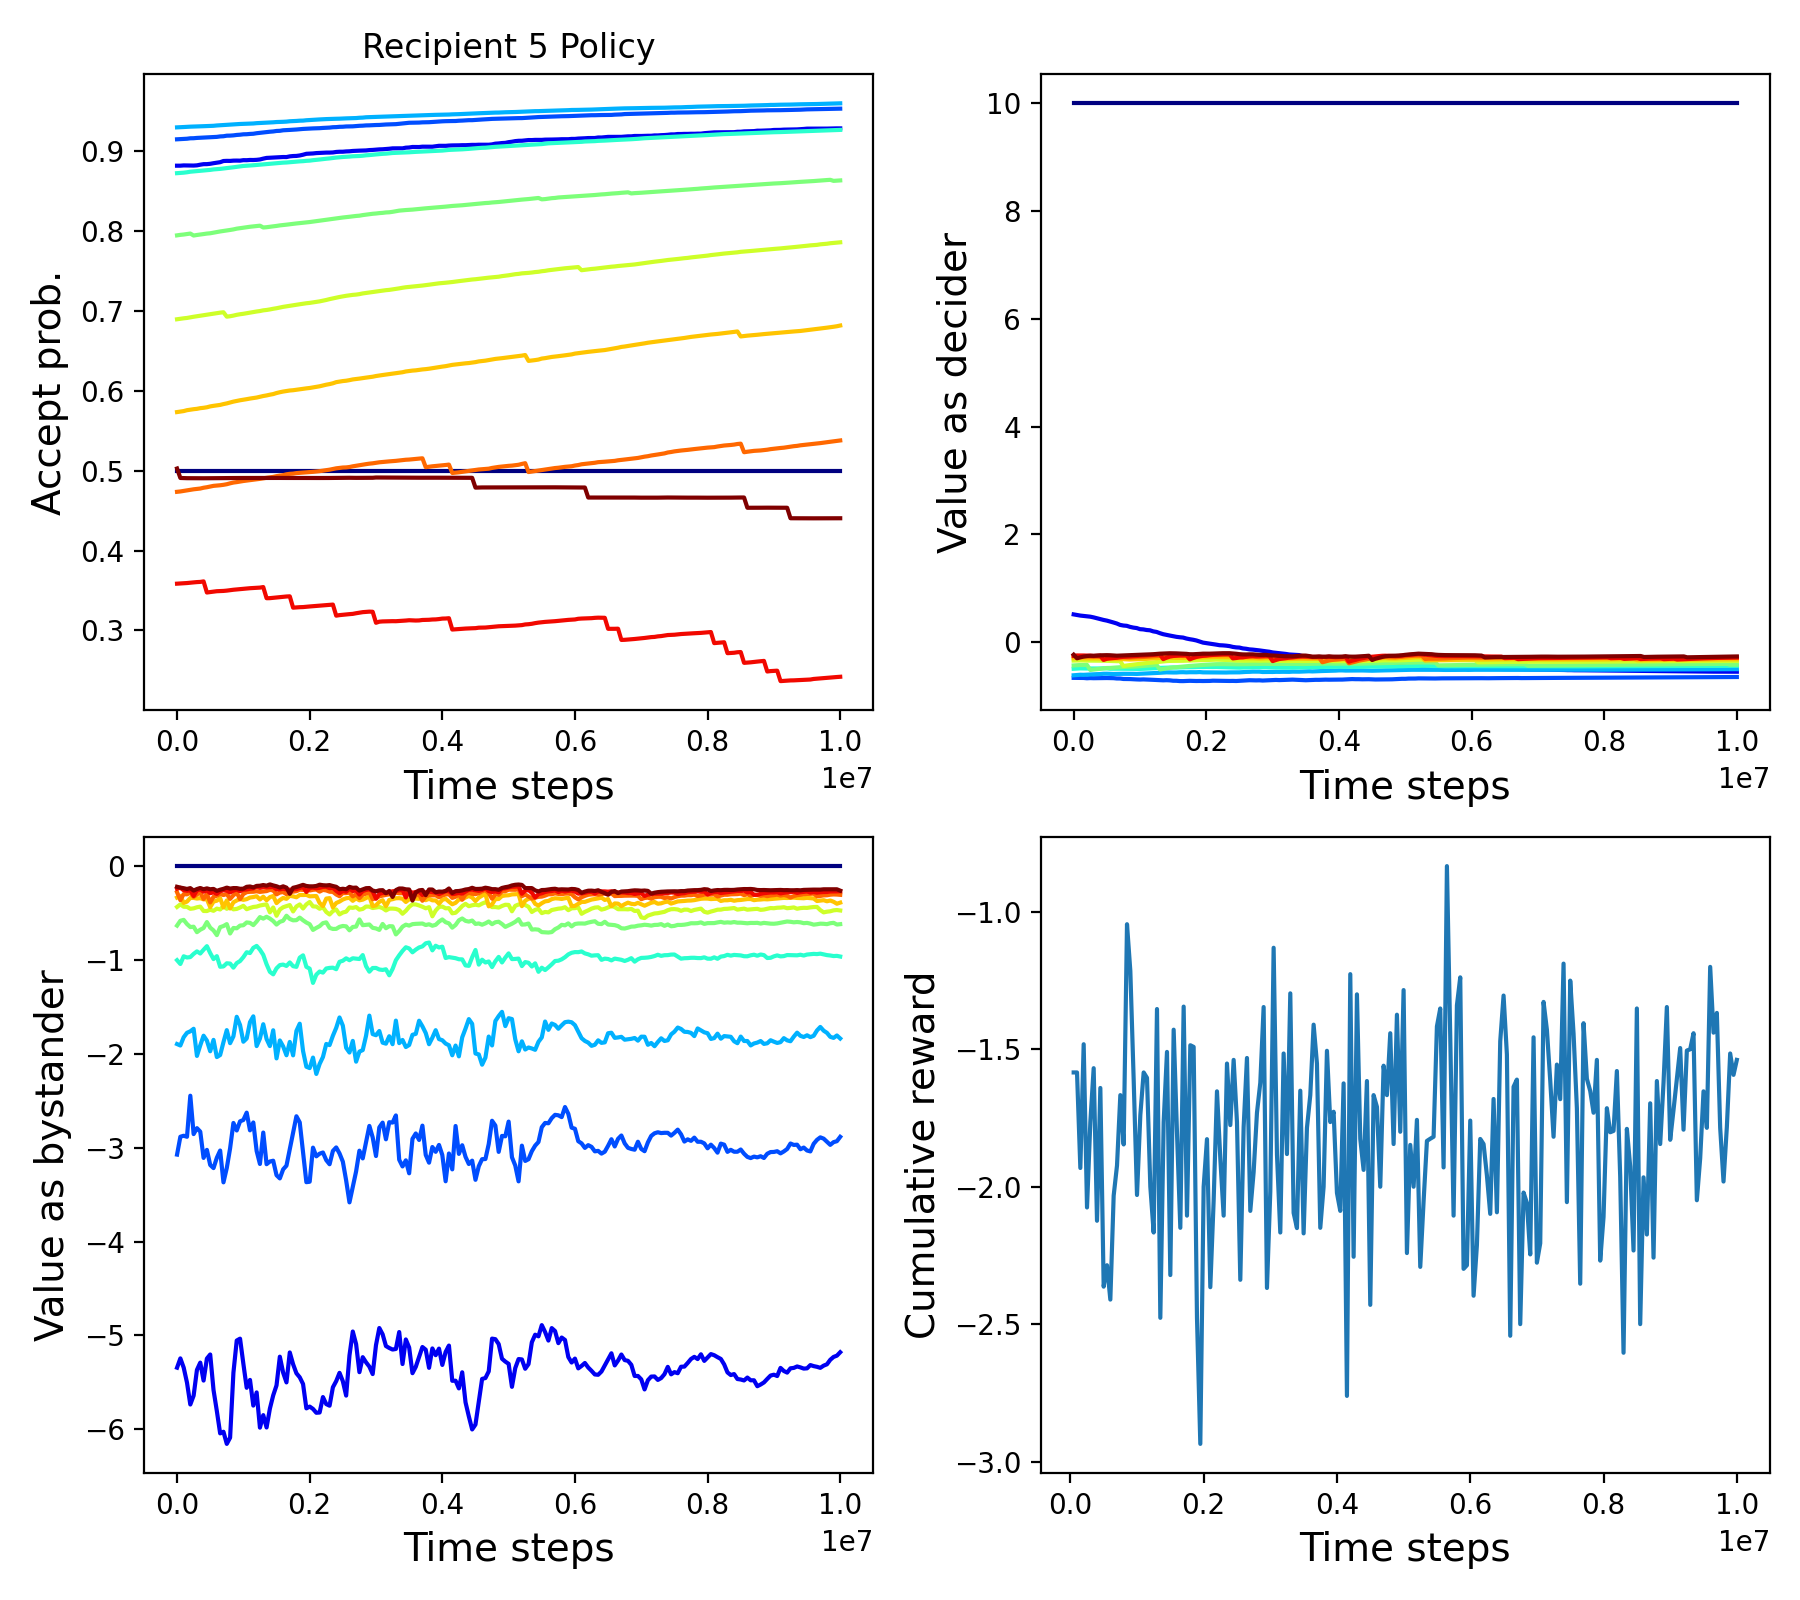 Recipient 5 Policy
Accept prob.
0.9
0.8
0.7
0.6
0.5
0.4
0.3
0.0 0.2 0.4 0.6 0.8 1.0
1e7
Time steps
Value as decider
10
8
6
4
2
0
0.0 0.2 0.4 0.6 0.8 1.0
1e7
Time steps
Value as bystander
0
−1
−2
−3
−4
−5
−6
0.0 0.2 0.4 0.6 0.8 1.0
1e7
Time steps
Cumulative reward
−1.0
−1.5
−2.0
−2.5
−3.0
0.0 0.2 0.4 0.6 0.8 1.0
1e7
Time steps